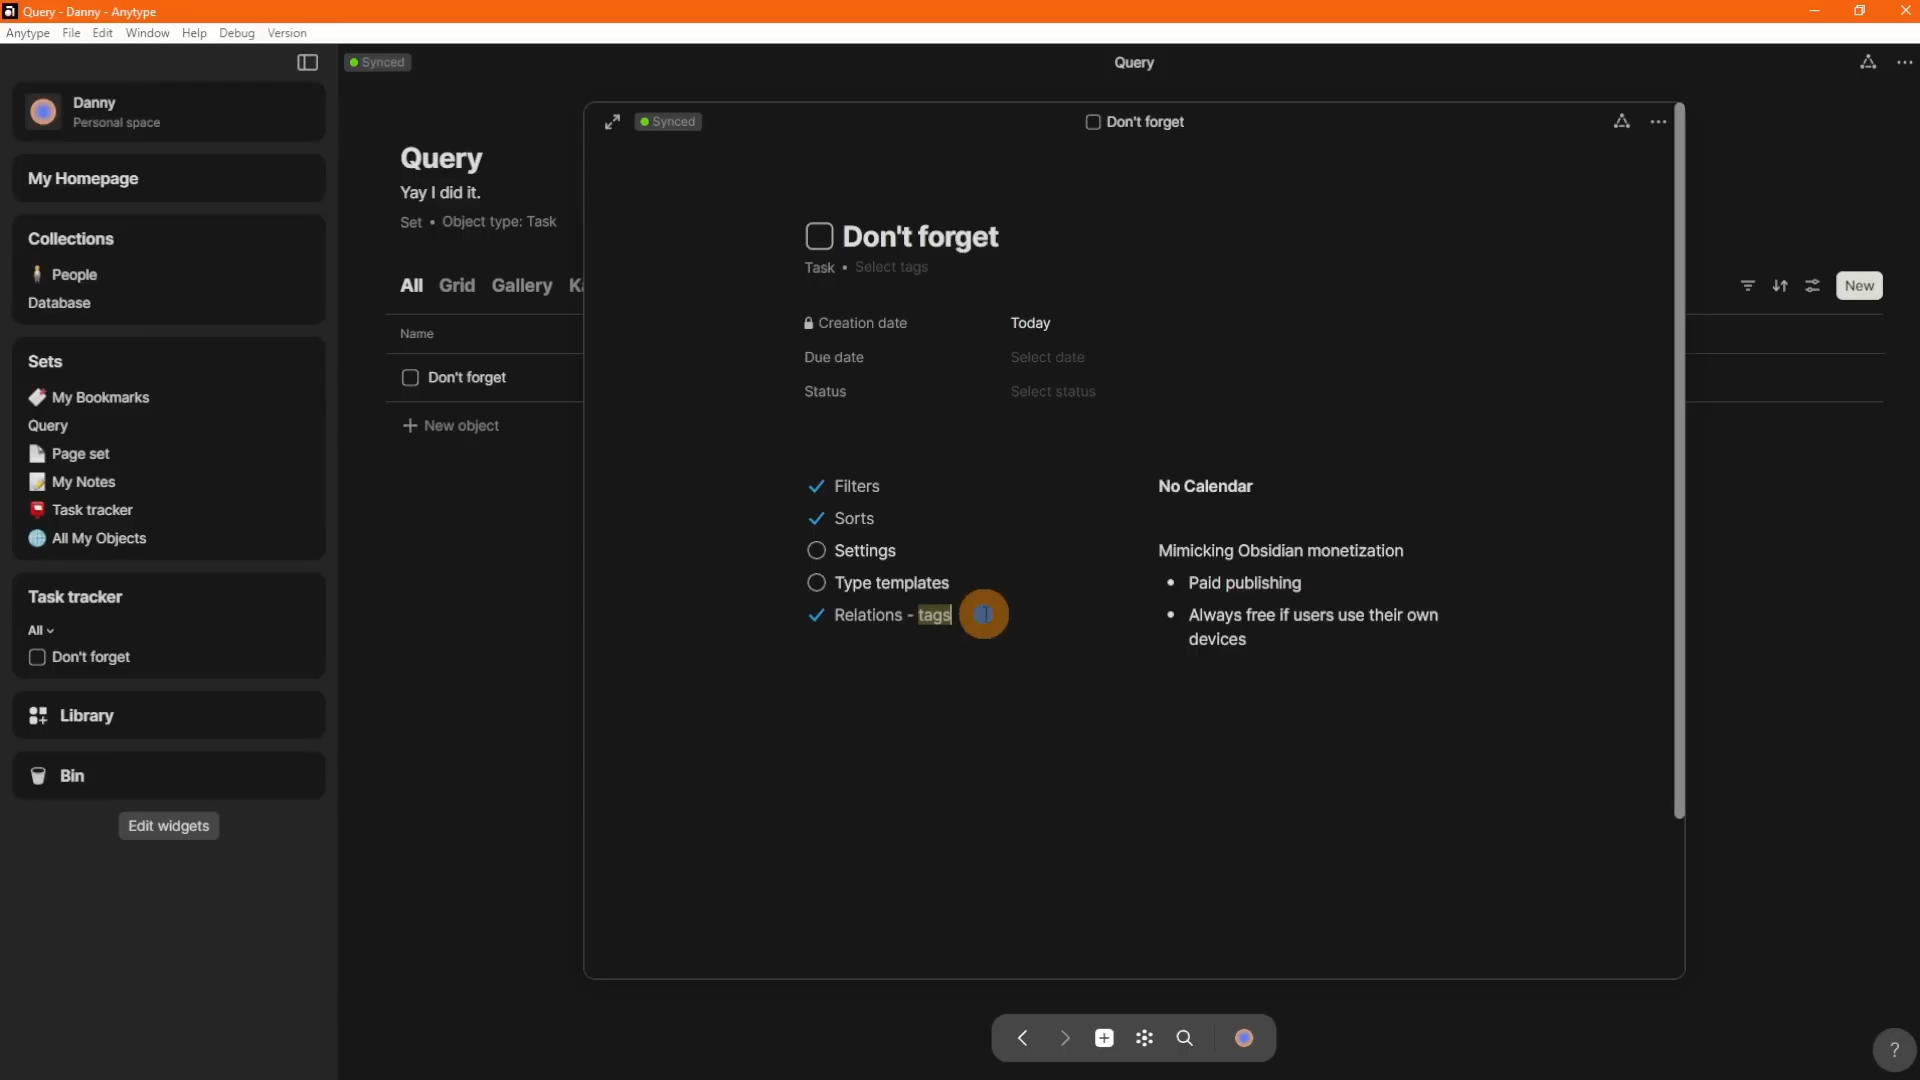 Query - Danny - Anytype
Anytype File Edit Window Help Debug Version
Synced
Query
Danny
Personal space
My Homepage
Collections
People
Database
Sets
My Bookmarks
Query
Page set
My Notes
Task tracker
All My Objects
Task tracker
All
Don't forget
Library
Bin
Edit widgets
Query
Yay I did it.
Set • Object type: Task
All Grid Gallery
New
Name
Don't forget
New object
Synced
Don't forget
Don't forget
Task • Select tags
Creation date Today
Due date Select date
Status Select status
Filters
Sorts
Settings
Type templates
Relations - tags
No Calendar
Mimicking Obsidian monetization
• Paid publishing
• Always free if users use their own
devices
?